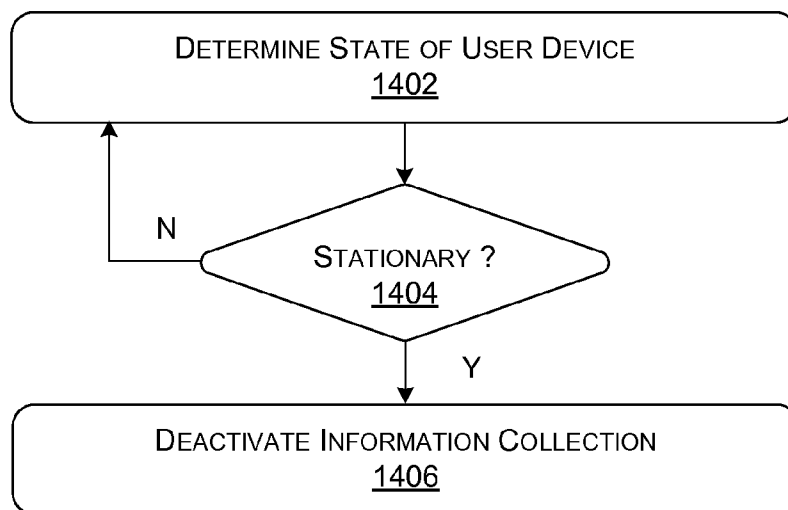 DETERMINE STATE OF USER DEVICE
1402
N
STATIONARY ?
1404
Y
DEACTIVATE INFORMATION COLLECTION
1406